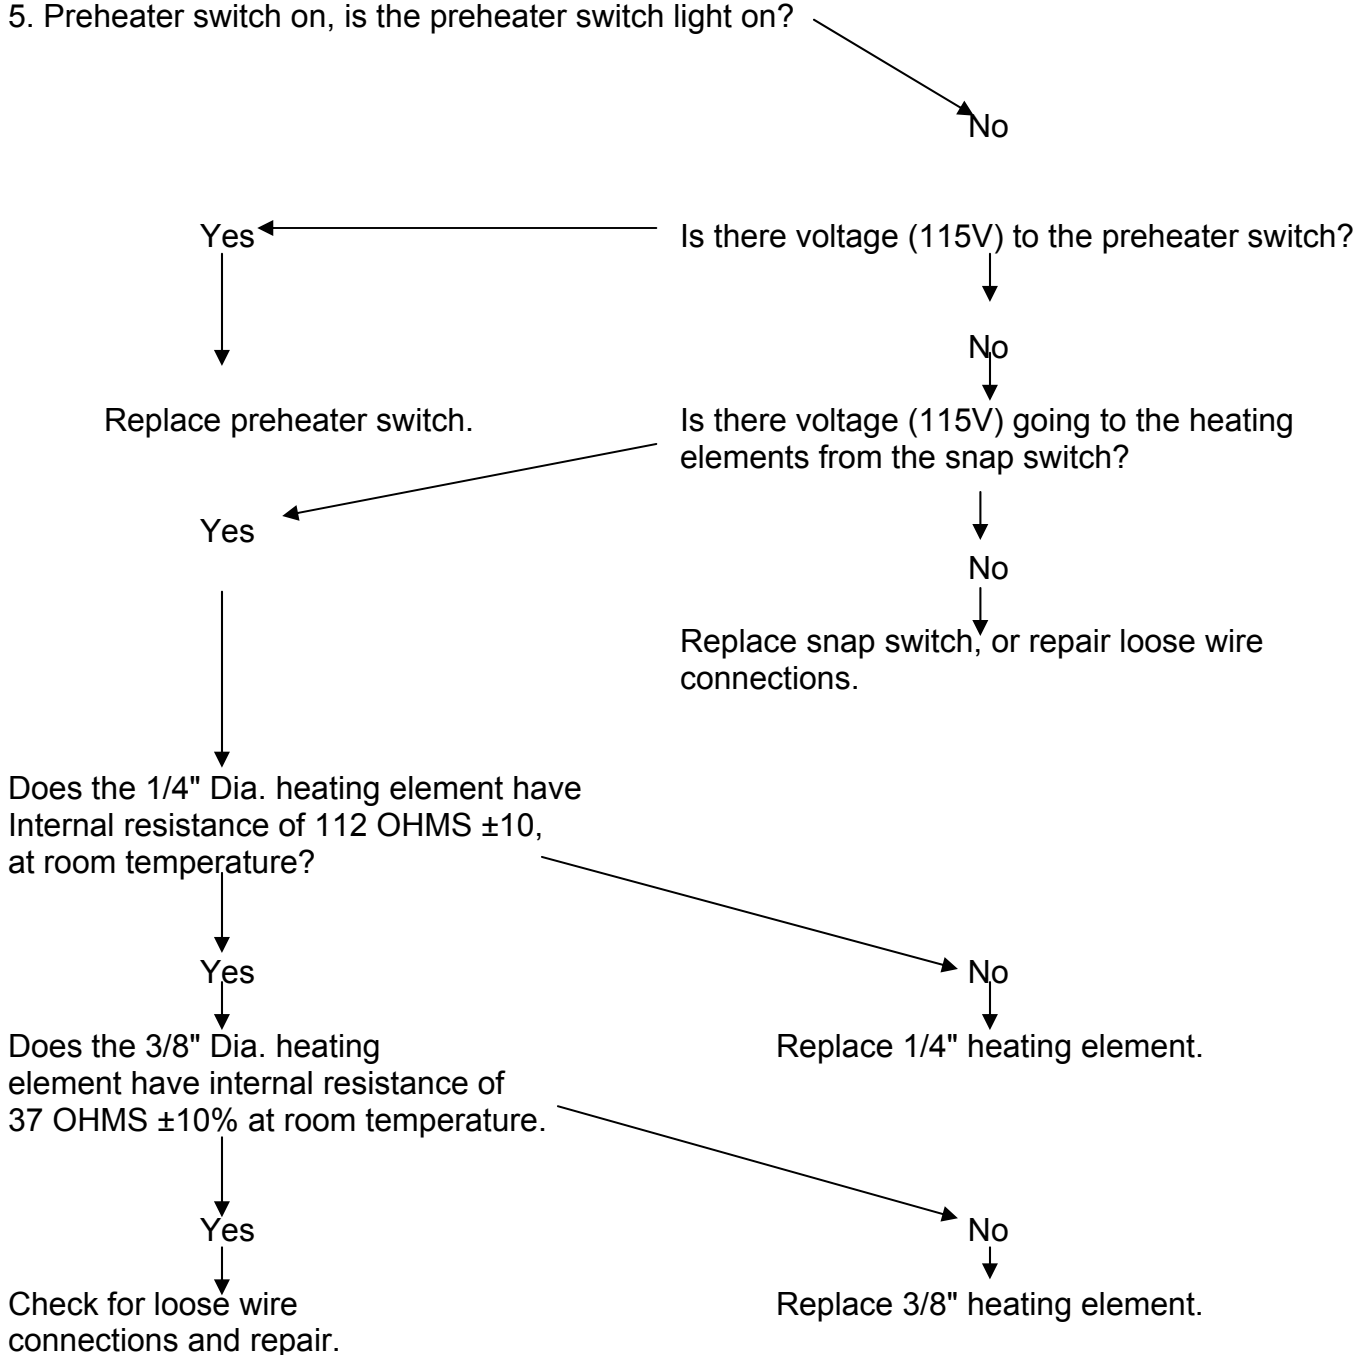 5. Preheater switch on, is the preheater switch light on?
No
Yes
Is there voltage (115V) to the preheater switch?
No
Replace preheater switch.
Is there voltage (115V) going to the heating
elements from the snap switch?
Yes
No
Replace snap switch, or repair loose wire
connections.
Does the 1/4" Dia. heating element have
Internal resistance of 112 OHMS ±10,
at room temperature?
Yes
No
Does the 3/8" Dia. heating
element have internal resistance of
37 OHMS ±10% at room temperature.
Replace 1/4" heating element.
Yes
No
Check for loose wire
connections and repair.
Replace 3/8" heating element.